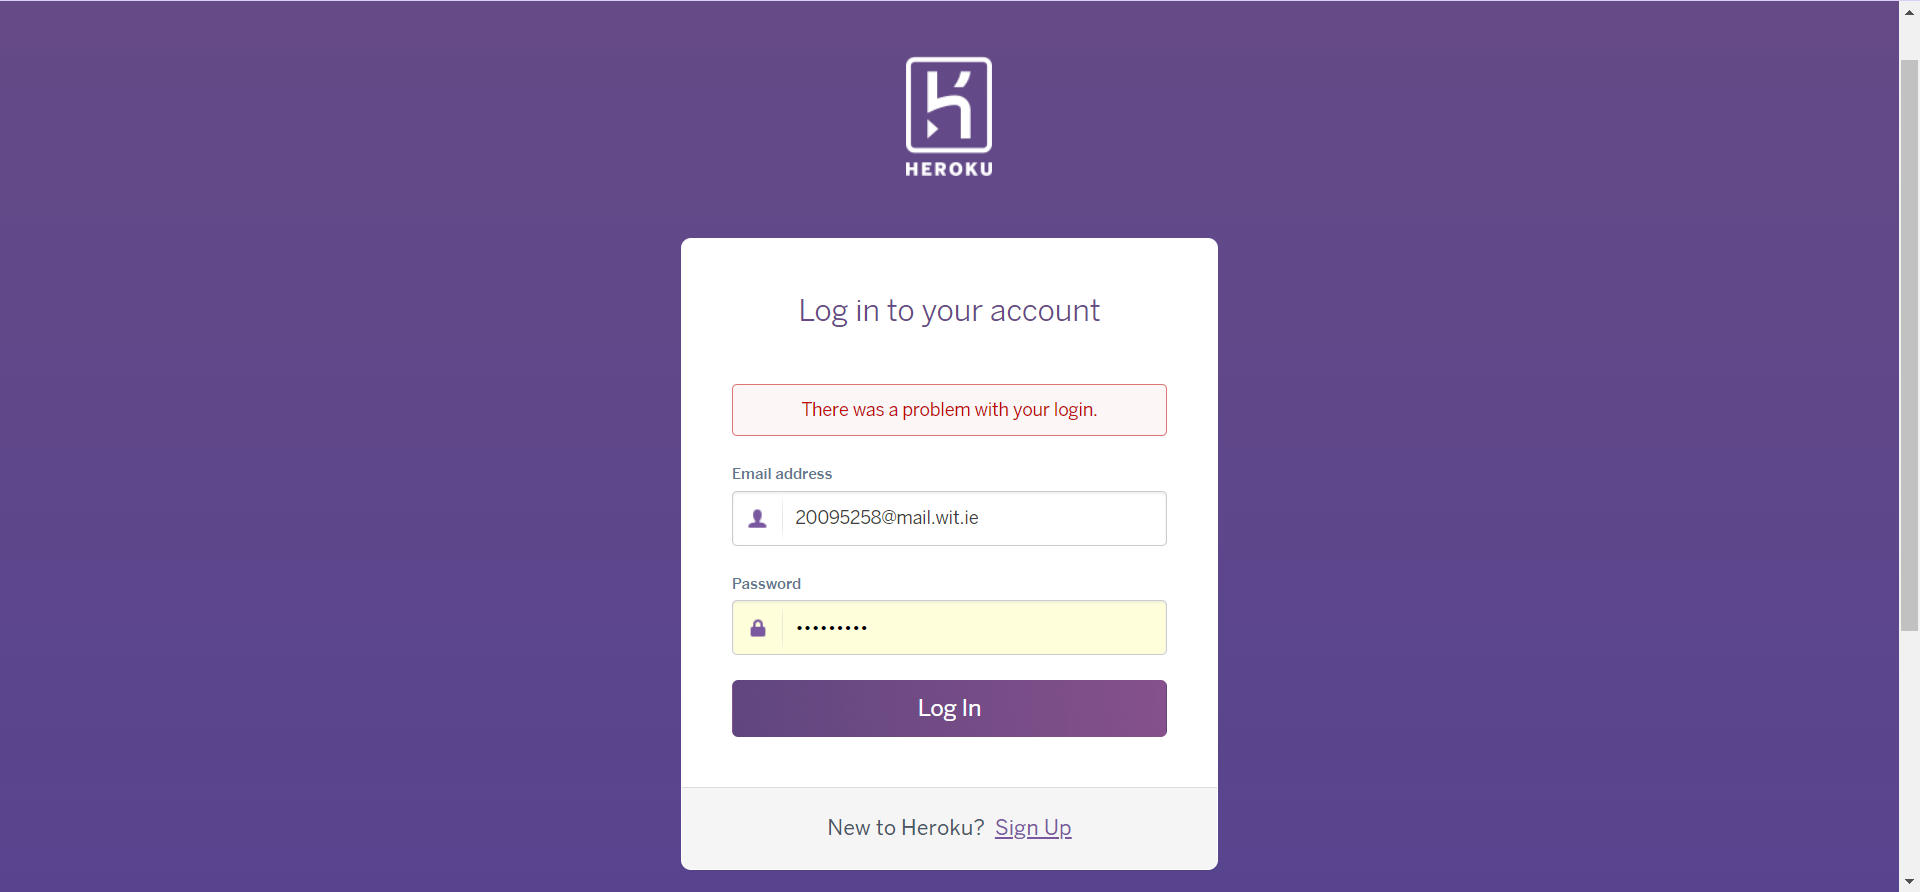 HEROKU
Log in to your account
There was a problem with your login.
Email address
20095258@mail.wit.ie
Password
•••••••••
Log In
New to Heroku? Sign Up